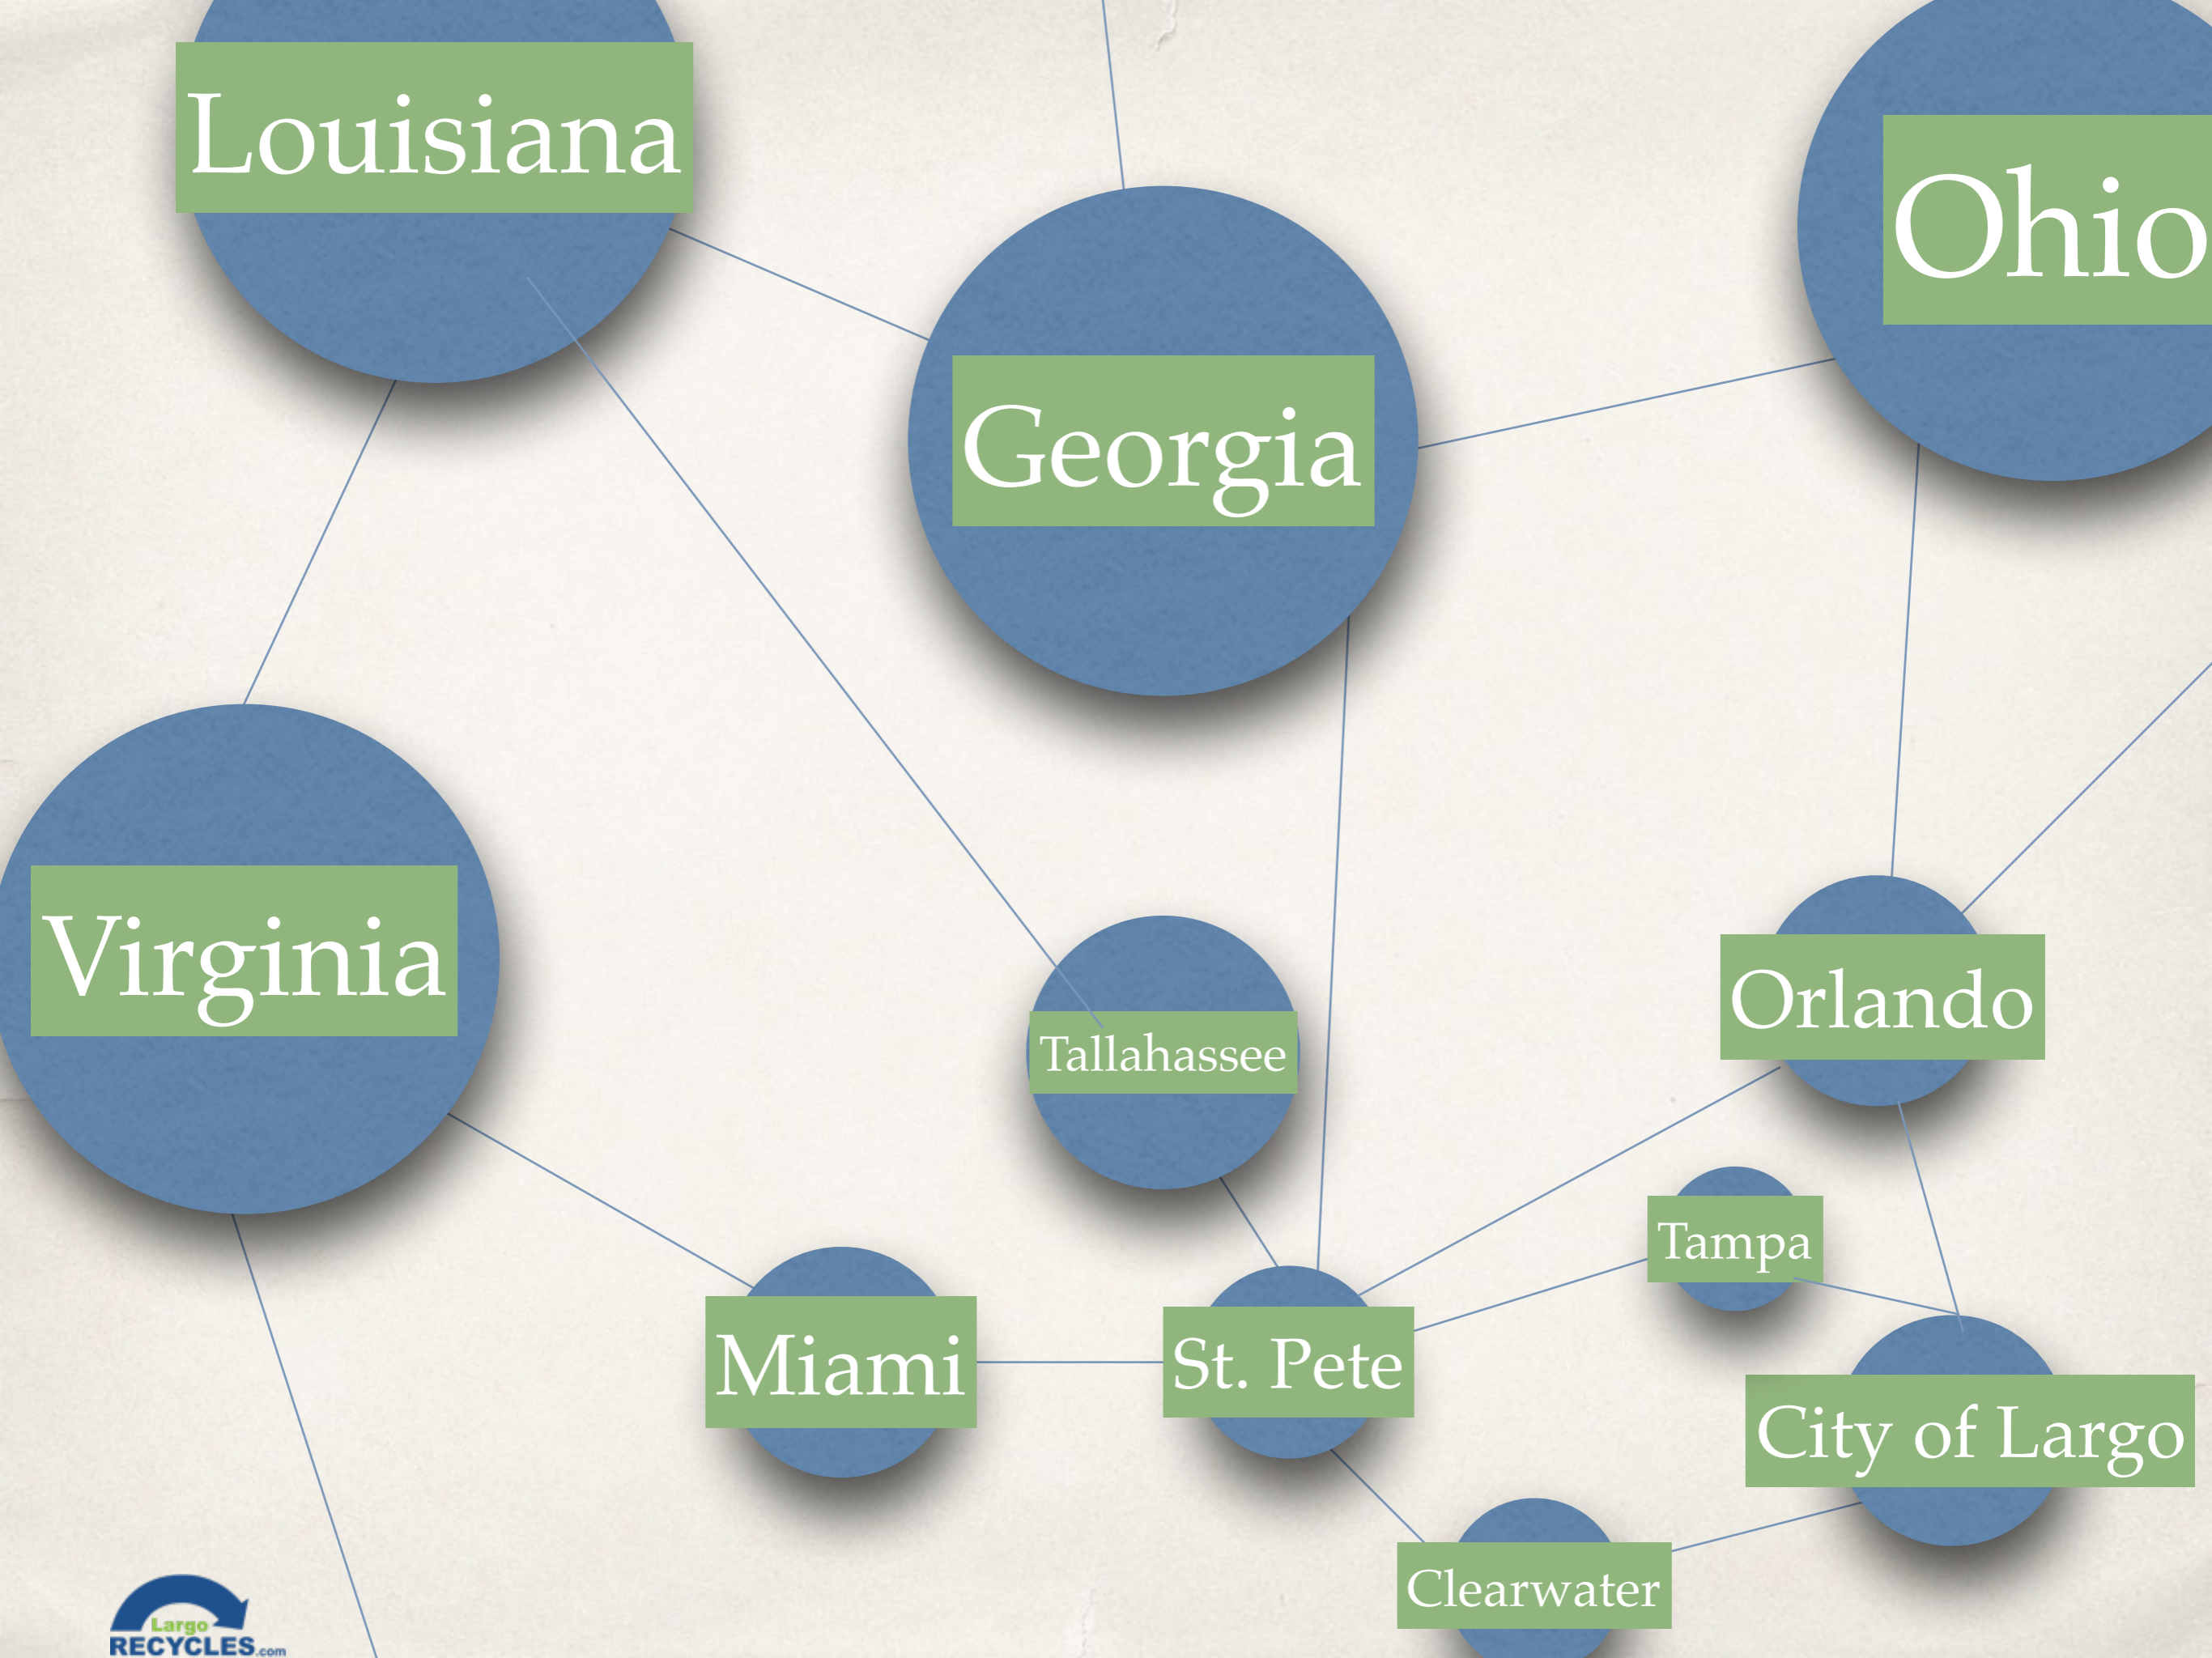 Louisiana
Ohio
Georgia
Virginia
Orlando
Tallahassee
Tampa
Miami
St. Pete
City of Largo
Clearwater
Largo
RECYCLES.com